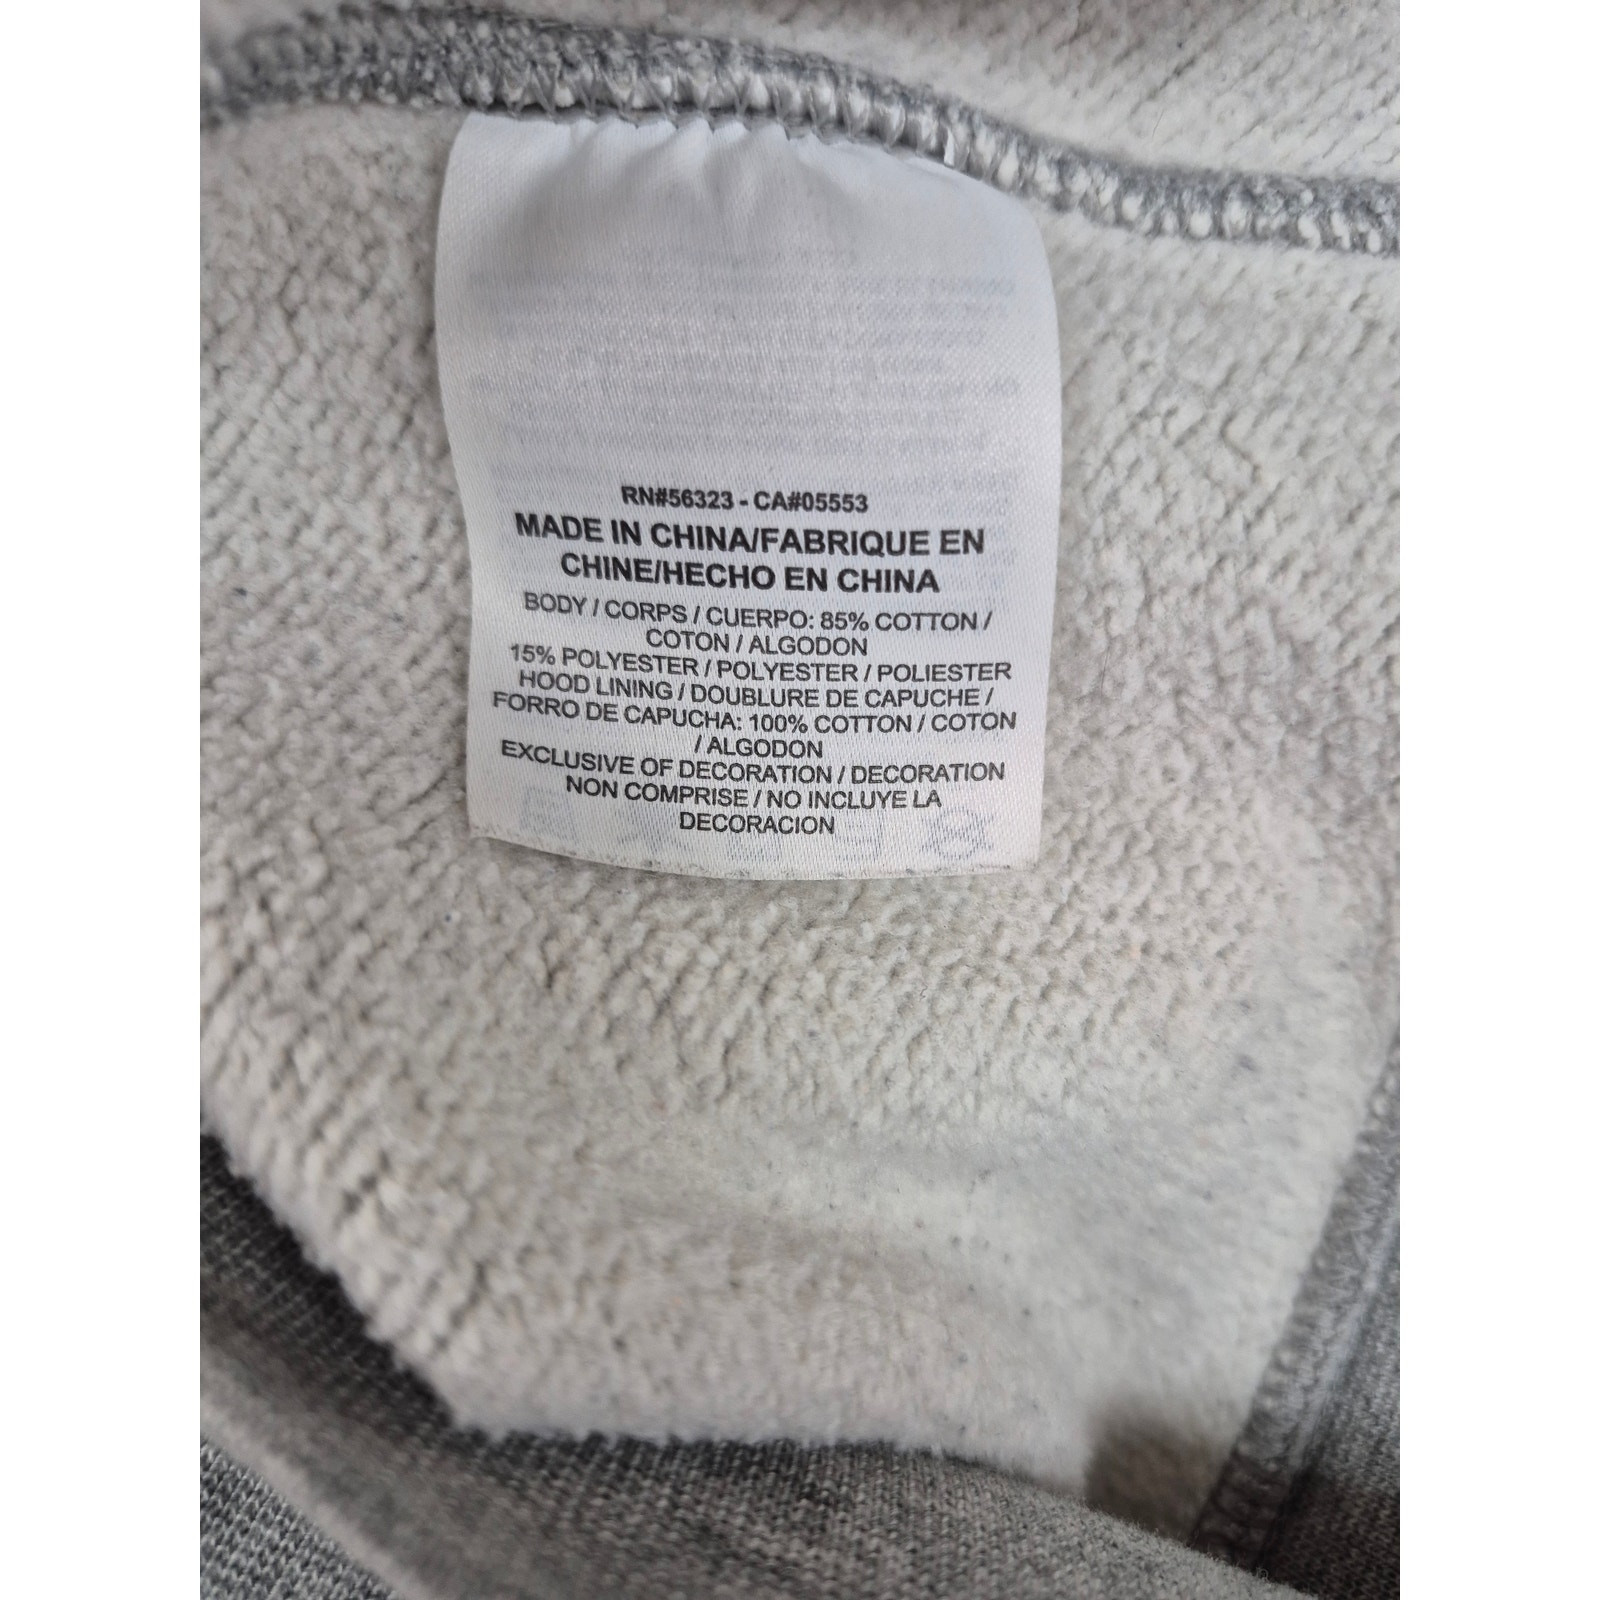 RN#56323 - CA#05553
MADE IN CHINA/FABRIQUE EN
CHINE/HECHO EN CHINA
BODY / CORPS / CUERPO: 85% COTTON /
COTON / ALGODON
15% POLYESTER / POLYESTER / POLIESTER
HOOD LINING / DOUBLURE DE CAPUCHE /
FORRO DE CAPUCHA: 100% COTTON / COTON
/ ALGODON
EXCLUSIVE OF DECORATION / DECORATION
NON COMPRISE / NO INCLUYE LA
DECORACION